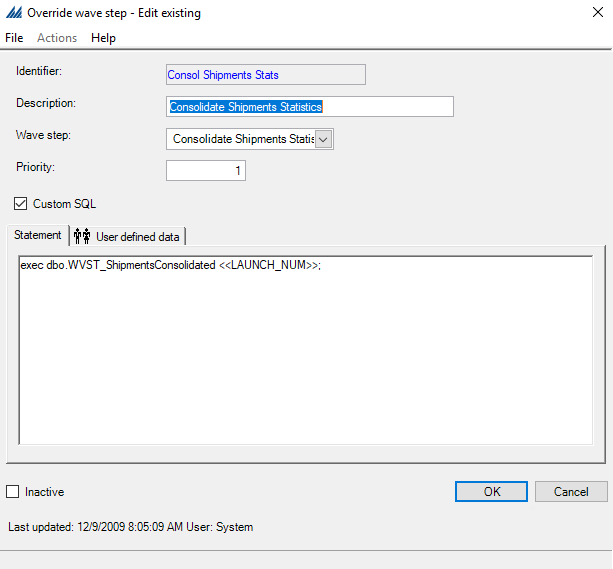 Override wave step - Edit existing
File Actions Help
Identifier: Consol Shipments Stats
Description: Consolidate Shipments Statistics
Wave step: Consolidate Shipments Statis
Priority: 1
Custom SQL
Statement User defined data
exec dbo.WVST_ShipmentsConsolidated <<LAUNCH_NUM>>;
Inactive OK Cancel
Last updated: 12/9/2009 8:05:09 AM User: System